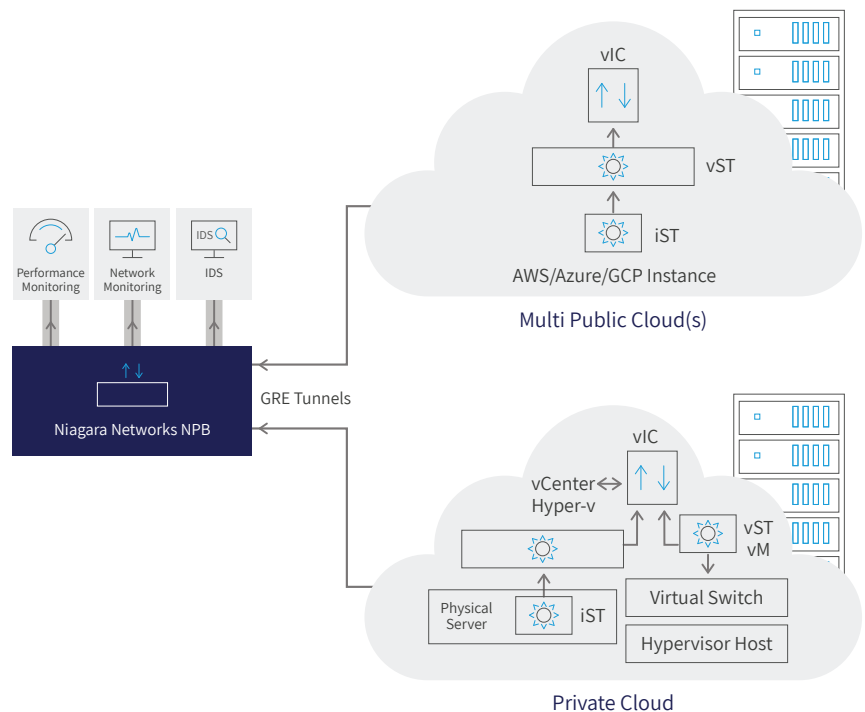 vIC
vST
iST
AWS/Azure/GCP Instance
Multi Public Cloud(s)
Performance
Monitoring
Network
Monitoring
IDS
IDS
GRE Tunnels
Niagara Networks NPB
vIC
vCenter
Hyper-v
vST
vM
Physical
Server
iST
Virtual Switch
Hypervisor Host
Private Cloud